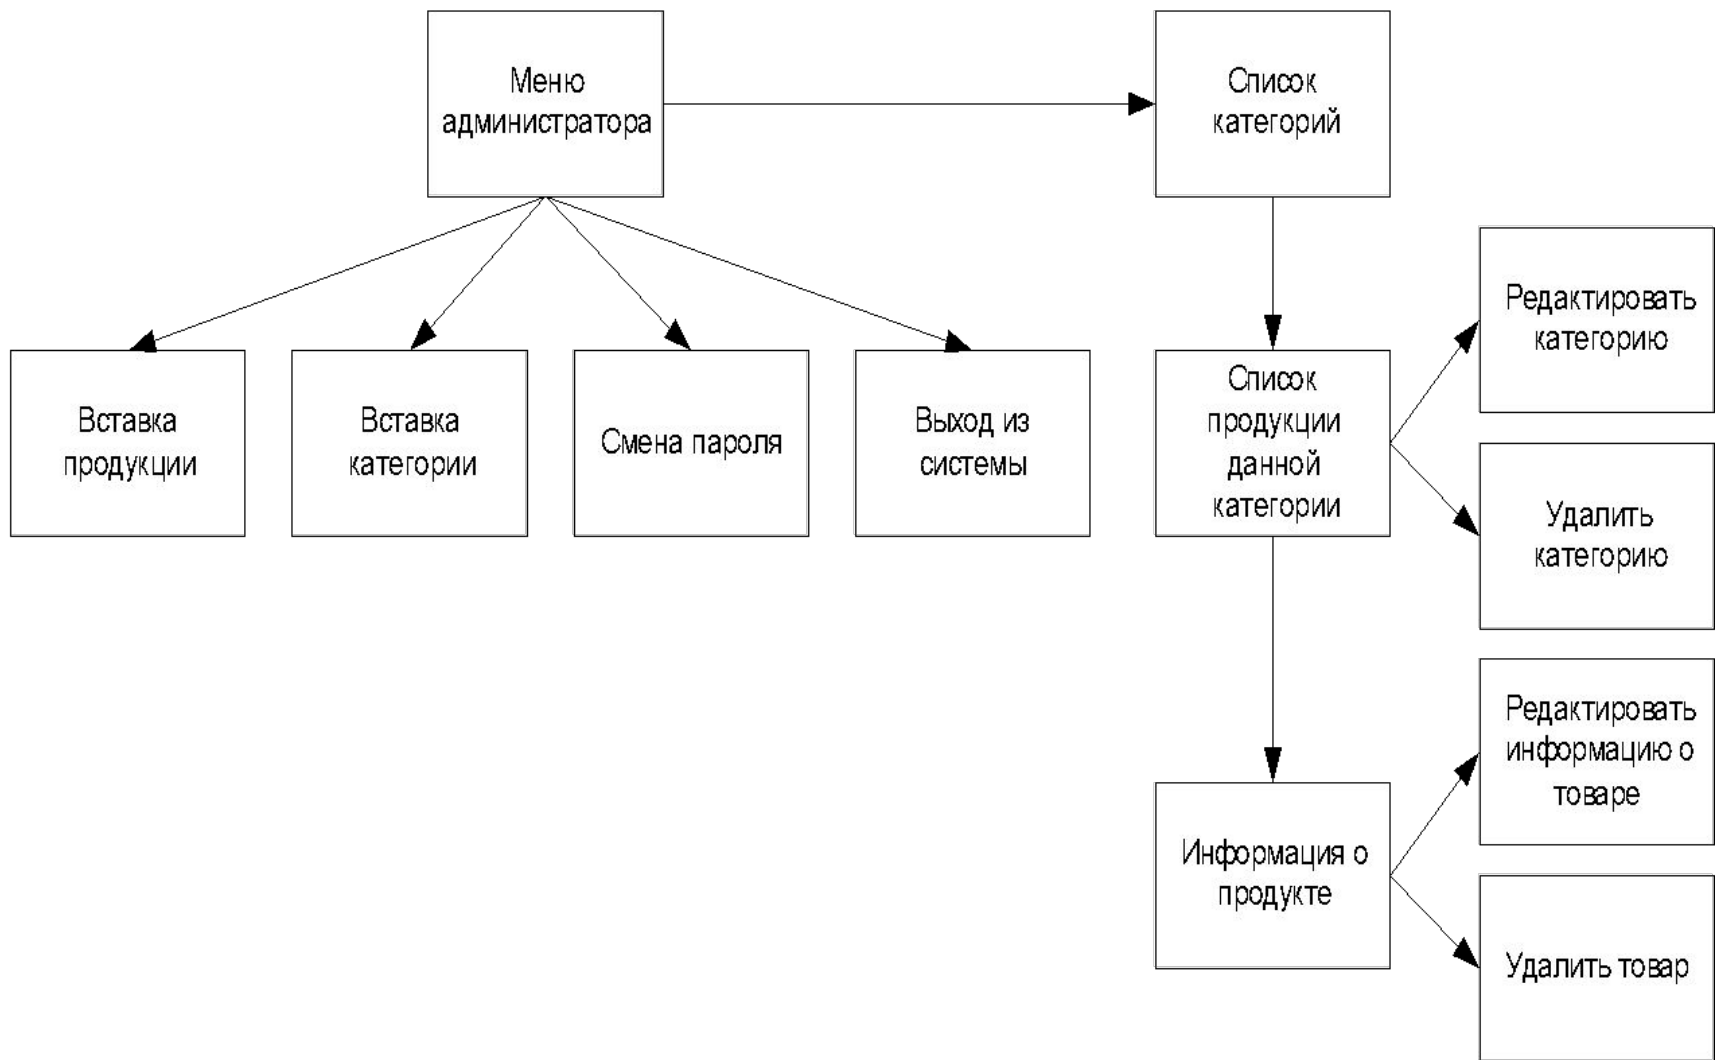 Меню
администратора
Список
категорий
Вставка
продукции
Вставка
категории
Смена пароля
Выход из
системы
Список
продукции
данной
категории
Редактировать
категорию
Удалить
категорию
Информация о
продукте
Редактировать
информацию о
товаре
Удалить товар